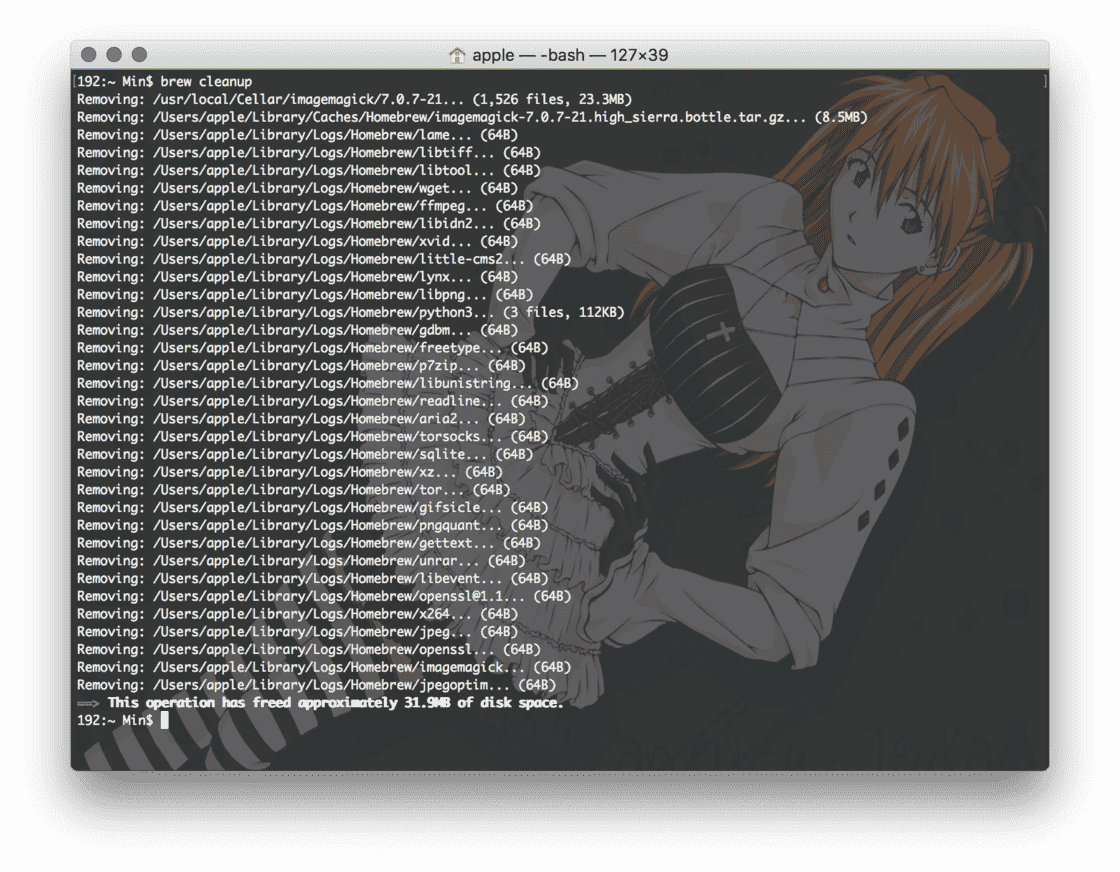 apple — -bash — 127×39
[192:~ Min$ brew cleanup ]
Removing: /usr/local/Cellar/imagemagick/7.0.7-21... (1,526 files, 23.3MB)
Removing: /Users/apple/Library/Caches/Homebrew/imagemagick-7.0.7-21.high_sierra.bottle.tar.gz... (8.5MB)
Removing: /Users/apple/Library/Logs/Homebrew/lame... (64B)
Removing: /Users/apple/Library/Logs/Homebrew/libtiff... (64B)
Removing: /Users/apple/Library/Logs/Homebrew/libtool... (64B)
Removing: /Users/apple/Library/Logs/Homebrew/wget... (64B)
Removing: /Users/apple/Library/Logs/Homebrew/ffmpeg... (64B)
Removing: /Users/apple/Library/Logs/Homebrew/libidn2... (64B)
Removing: /Users/apple/Library/Logs/Homebrew/xvid... (64B)
Removing: /Users/apple/Library/Logs/Homebrew/little-cms2... (64B)
Removing: /Users/apple/Library/Logs/Homebrew/lynx... (64B)
Removing: /Users/apple/Library/Logs/Homebrew/libpng... (64B)
Removing: /Users/apple/Library/Logs/Homebrew/python3... (3 files, 112KB)
Removing: /Users/apple/Library/Logs/Homebrew/gdbm... (64B)
Removing: /Users/apple/Library/Logs/Homebrew/freetype... (64B)
Removing: /Users/apple/Library/Logs/Homebrew/p7zip... (64B)
Removing: /Users/apple/Library/Logs/Homebrew/libunistring... (64B)
Removing: /Users/apple/Library/Logs/Homebrew/readline... (64B)
Removing: /Users/apple/Library/Logs/Homebrew/aria2... (64B)
Removing: /Users/apple/Library/Logs/Homebrew/torsocks... (64B)
Removing: /Users/apple/Library/Logs/Homebrew/sqlite... (64B)
Removing: /Users/apple/Library/Logs/Homebrew/xz... (64B)
Removing: /Users/apple/Library/Logs/Homebrew/tor... (64B)
Removing: /Users/apple/Library/Logs/Homebrew/gifsicle... (64B)
Removing: /Users/apple/Library/Logs/Homebrew/pngquant... (64B)
Removing: /Users/apple/Library/Logs/Homebrew/gettext... (64B)
Removing: /Users/apple/Library/Logs/Homebrew/unrar... (64B)
Removing: /Users/apple/Library/Logs/Homebrew/libevent... (64B)
Removing: /Users/apple/Library/Logs/Homebrew/openssl@1.1... (64B)
Removing: /Users/apple/Library/Logs/Homebrew/x264... (64B)
Removing: /Users/apple/Library/Logs/Homebrew/jpeg... (64B)
Removing: /Users/apple/Library/Logs/Homebrew/openssl... (64B)
Removing: /Users/apple/Library/Logs/Homebrew/imagemagick... (64B)
Removing: /Users/apple/Library/Logs/Homebrew/jpegoptim... (64B)
==> This operation has freed approximately 31.9MB of disk space.
192:~ Min$